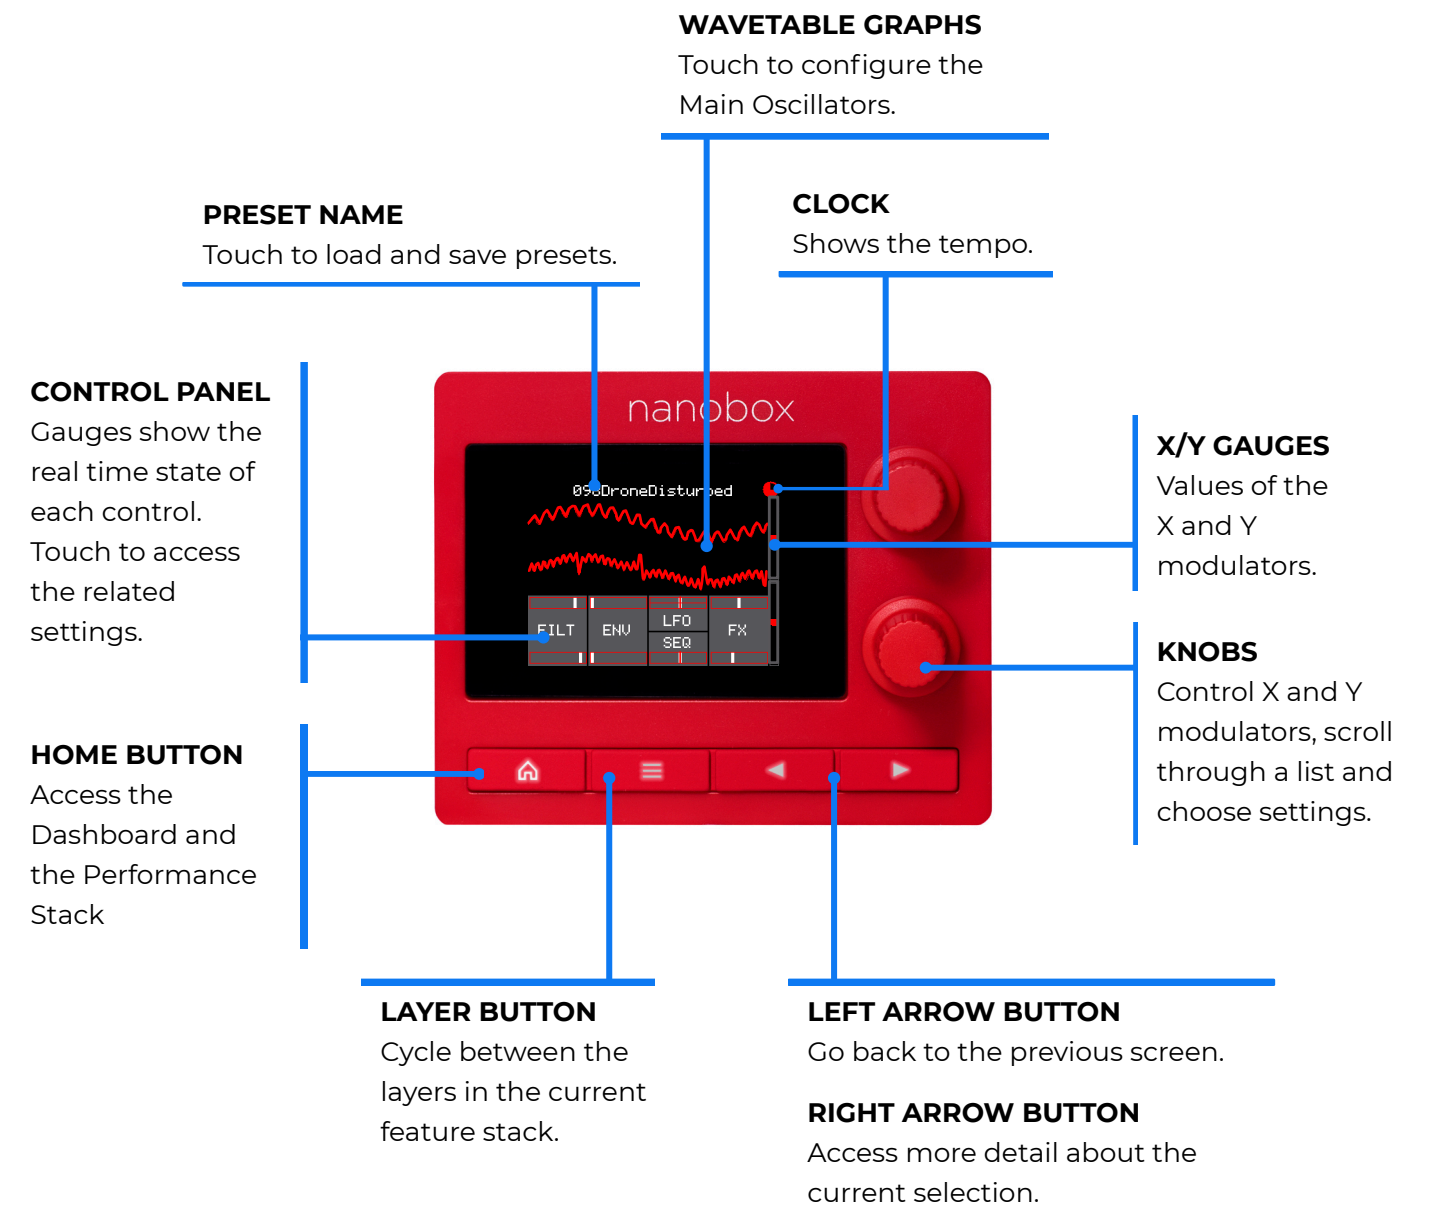 WAVETABLE GRAPHS
Touch to configure the
Main Oscillators.
PRESET NAME
Touch to load and save presets.
CLOCK
Shows the tempo.
CONTROL PANEL
Gauges show the
real time state of
each control.
Touch to access
the related
settings.
nanobox
X/Y GAUGES
Values of the
X and Y
modulators.
FILT
ENV
LFO
SEQ
FX
KNOBS
Control X and Y
modulators, scroll
through a list and
choose settings.
HOME BUTTON
Access the
Dashboard and
the Performance
Stack
LAYER BUTTON
Cycle between the
layers in the current
feature stack.
LEFT ARROW BUTTON
Go back to the previous screen.
RIGHT ARROW BUTTON
Access more detail about the
current selection.